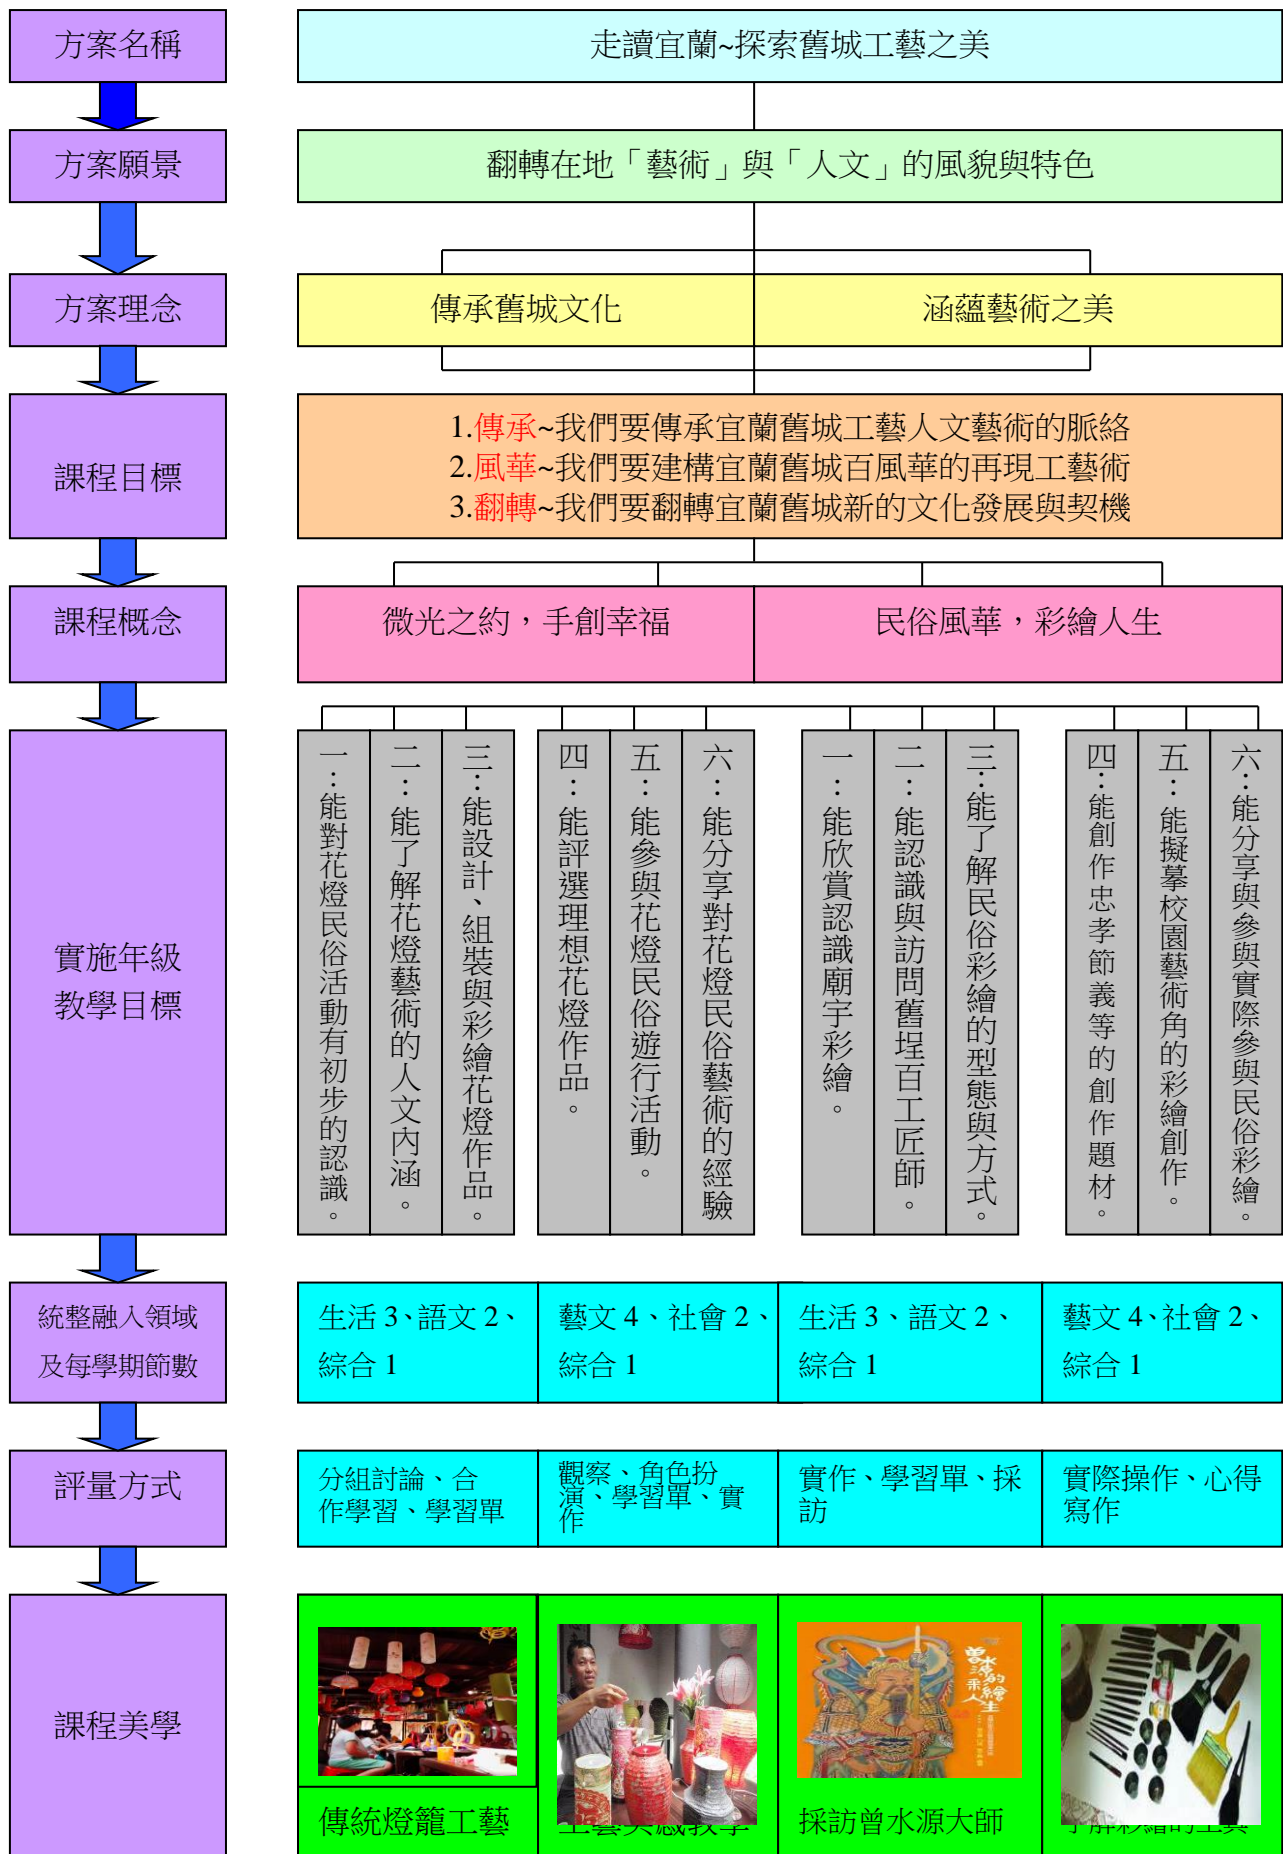 方案名稱
走讀宜蘭~探索舊城工藝之美
方案願景
翻轉在地「藝術」與「人文」的風貌與特色
方案理念
傳承舊城文化
涵蘊藝術之美
課程目標
1.傳承~我們要傳承宜蘭舊城工藝人文藝術的脈絡
2.風華~我們要建構宜蘭舊城百風華的再現工藝術
3.翻轉~我們要翻轉宜蘭舊城新的文化發展與契機
課程概念
微光之約，手創幸福
民俗風華，彩繪人生
實施年級
教學目標
一：能對花燈民俗活動有初步的認識。
二：能了解花燈藝術的人文內涵。
三：能設計、組裝與彩繪花燈作品。
四：能評選理想花燈作品。
五：能參與花燈民俗遊行活動。
六：能分享對花燈民俗藝術的經驗
一：能欣賞認識廟宇彩繪。
二：能認識與訪問舊埕百工匠師。
三：能了解民俗彩繪的型態與方式。
四：能創作忠孝節義等的創作題材。
五：能擬摹校園藝術角的彩繪創作。
六：能分享與參與實際參與民俗彩繪。
統整融入領域
及每學期節數
生活 3、語文 2、
綜合 1
藝文 4、社會 2、
綜合 1
生活 3、語文 2、
綜合 1
藝文 4、社會 2、
綜合 1
評量方式
分組討論、合
作學習、學習單
觀察、角色扮
演、學習單、實
作
實作、學習單、採
訪
實際操作、心得
寫作
課程美學
曾水源的
彩繪
人生
傳統燈籠工藝
工藝美感教學
採訪曾水源大師
了解彩繪的工具